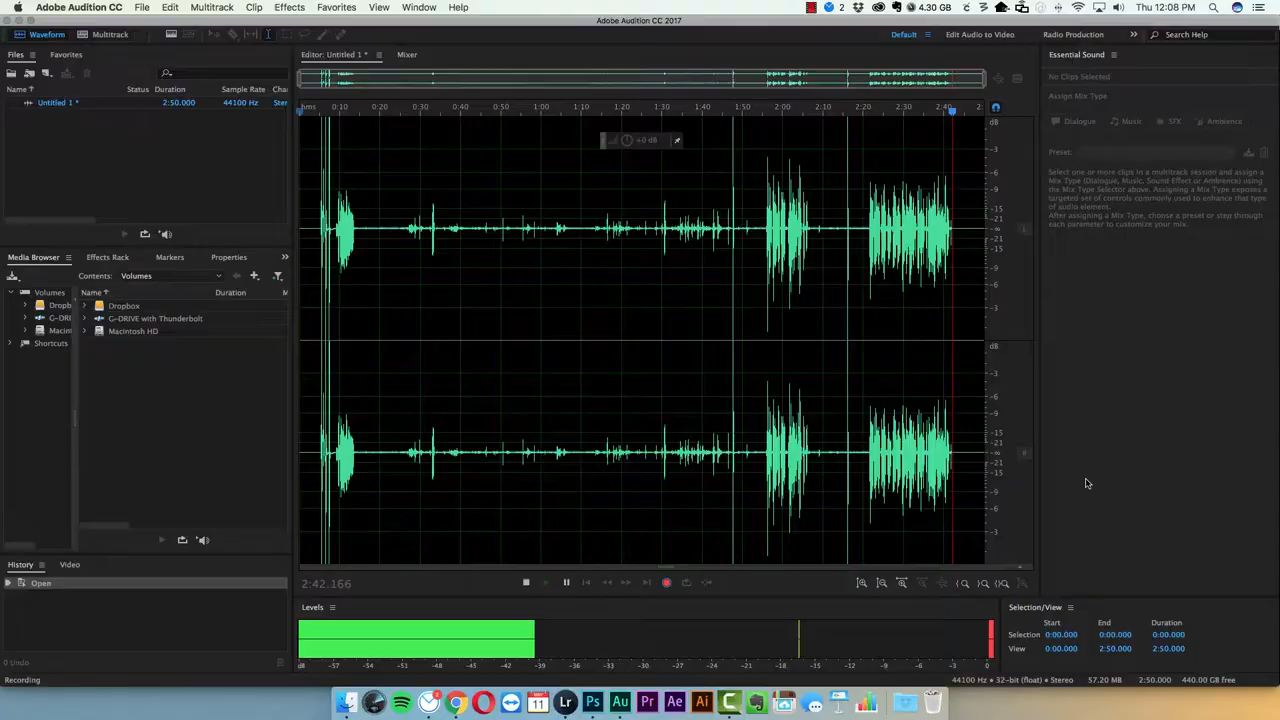 Adobe Audition CC File Edit Multitrack Clip Effects Favorites View Window Help 2 4.30 GB Thu 12:08 PM
Adobe Audition CC 2017
Waveform Multitrack Default Edit Audio to Video Radio Production Search Help
Files Favorites Editor: Untitled 1 * Mixer Essential Sound
No Clips Selected
Name Status Duration Sample Rate Cha
Untitled 1 * 2:50.000 44100 Hz Ster
Assign Mix Type
hms 0:10 0:20 0:30 0:40 0:50 1:00 1:10 1:20 1:30 1:40 1:50 2:00 2:10 2:20 2:30 2:40 2:
Dialogue Music SFX Ambience
+0 dB
Preset:
Select one or more clips in a multitrack session and assign a
Mix Type (Dialogue, Music, Sound Effect or Ambience) using
the Mix Type Selector above. Assigning a Mix Type exposes a
targeted set of controls commonly used to enhance that type
of audio element.
After assigning a Mix Type, choose a preset or step through
each parameter to customize your mix.
dB
-3
-6
-9
-15
-21
-∞
-21
-15
-9
-6
-3
L
dB
-3
-6
-9
-15
-21
-∞
-21
-15
-9
-6
-3
R
Media Browser Effects Rack Markers Properties
Contents: Volumes
Volumes
Dropb
G-DRI
Macin
Shortcuts
Name Duration M
Dropbox
G-DRIVE with Thunderbolt
Macintosh HD
History Video
Open
0 Undo
2:42.166
Levels
dB -57 -54 -51 -48 -45 -42 -39 -36 -33 -30 -27 -24 -21 -18 -15 -12 -9 -6 -3 0
Selection/View
Start End Duration
Selection 0:00.000 0:00.000 0:00.000
View 0:00.000 2:50.000 2:50.000
Recording 44100 Hz • 32-bit (float) • Stereo 57.20 MB 2:50.000 440.00 GB free
11 Lr Ps Au Pr Ae Ai C